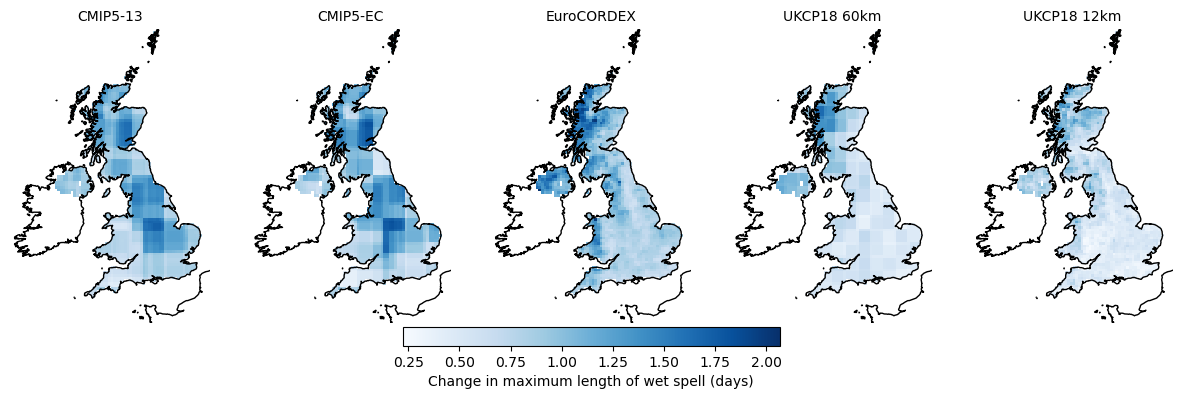 CMIP5-13 CMIP5-EC EuroCORDEX UKCP18 60km UKCP18 12km
0.25 0.50 0.75 1.00 1.25 1.50 1.75 2.00
Change in maximum length of wet spell (days)